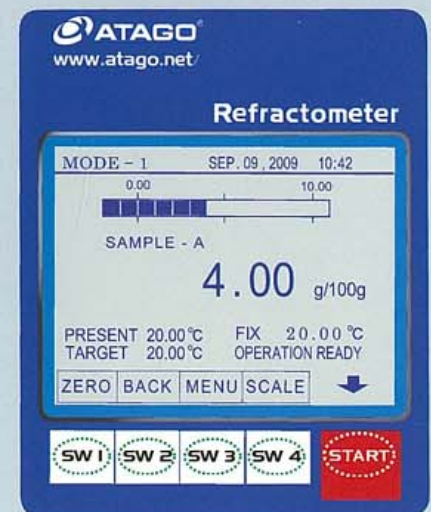 ATAGO®
www.atago.net
Refractometer
MODE - 1 SEP. 09, 2009 10:42
0.00 10.00
SAMPLE - A
4.00 g/100g
PRESENT 20.00°C FIX 20.00°C
TARGET 20.00°C OPERATION READY
ZERO BACK MENU SCALE
SW 1 SW 2 SW 3 SW 4 START